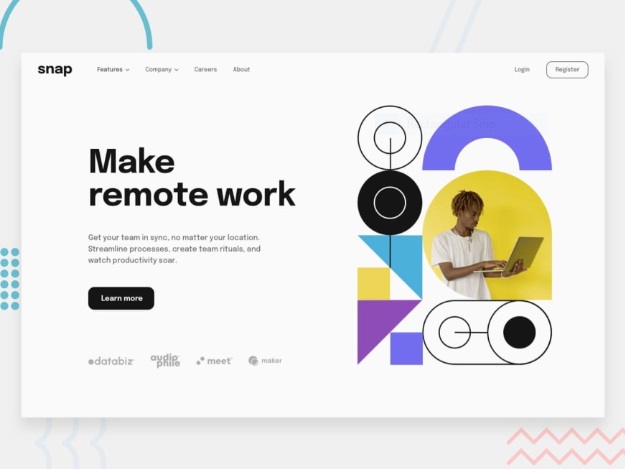 snap
Features
Company
Careers
About
Login
Register
Make
remote work
Get your team in sync, no matter your location.
Streamline processes, create team rituals, and
watch productivity soar.
Learn more
databiz
audio
phile
meet
maker